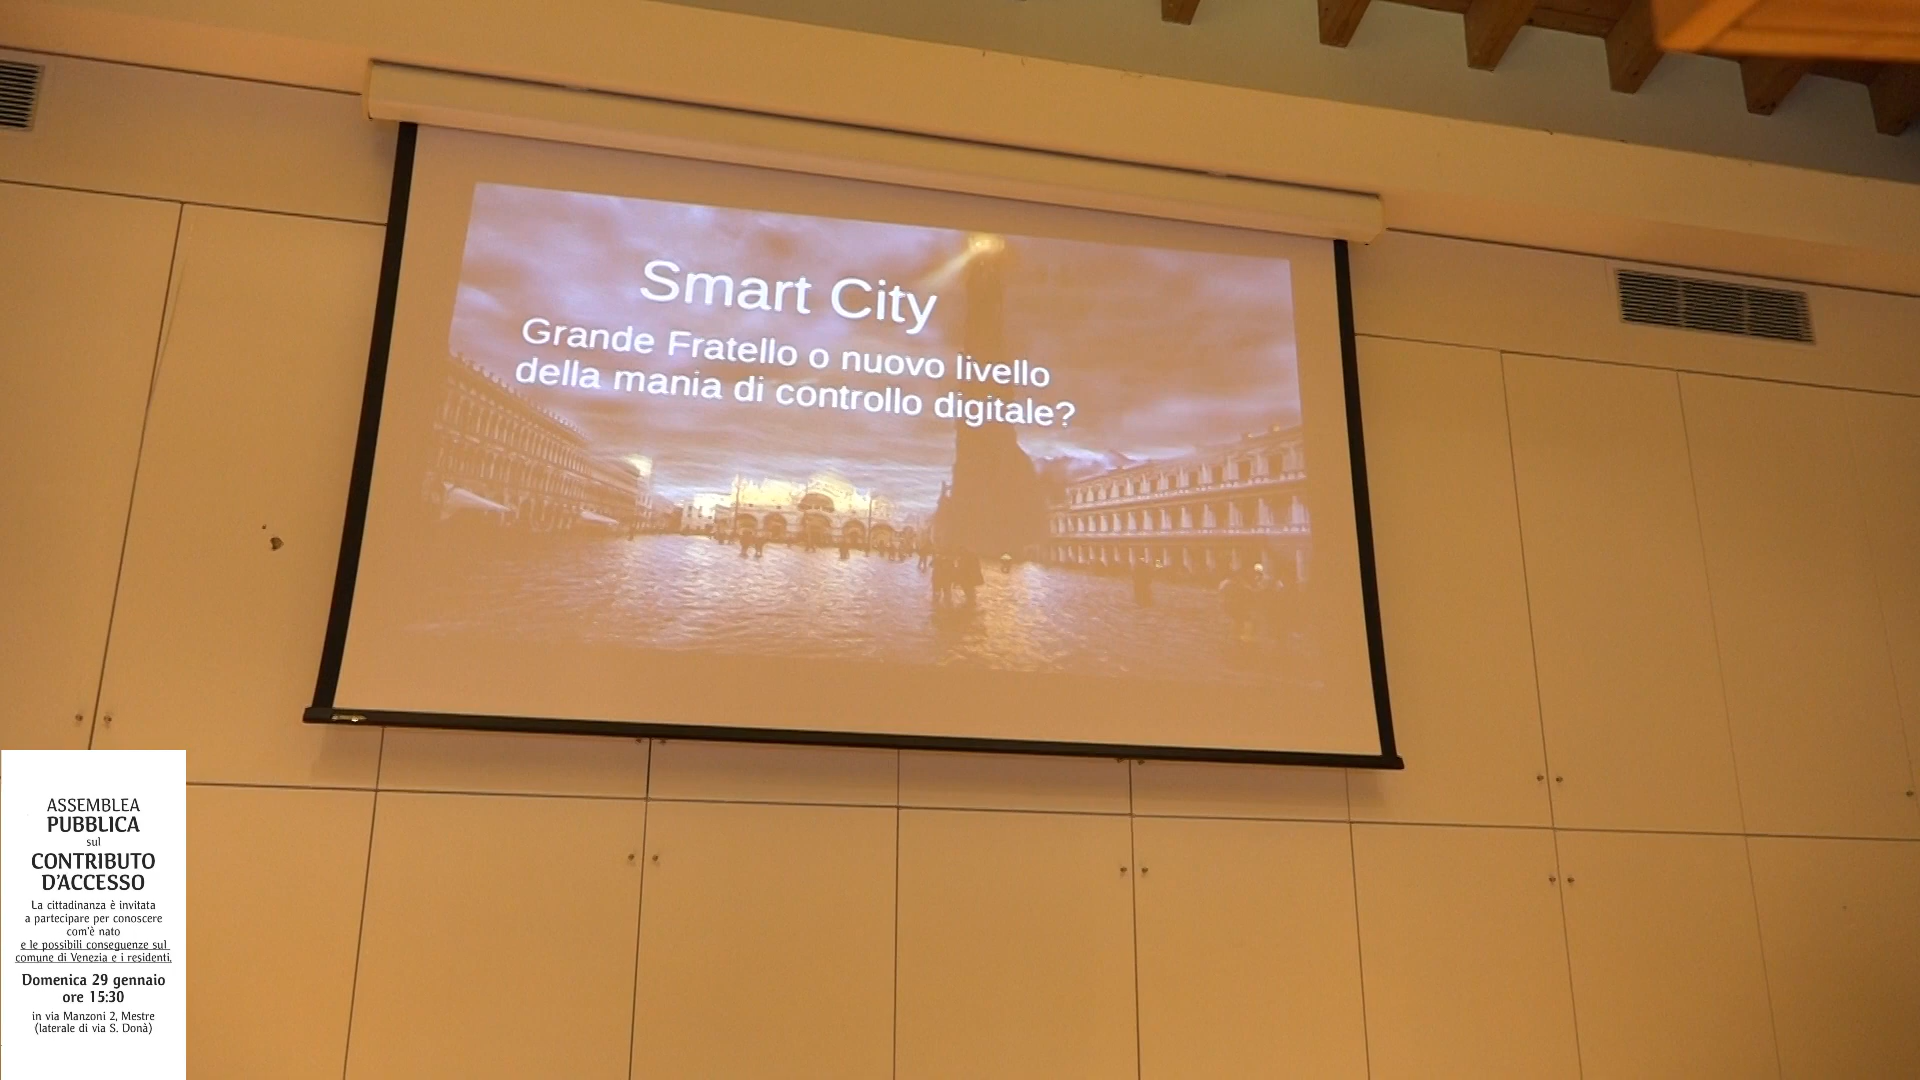 Smart City
Grande Fratello o nuovo livello
della mania di controllo digitale?
ASSEMBLEA
PUBBLICA
sul
CONTRIBUTO
D'ACCESSO
La cittadinanza è invitata
a partecipare per conoscere
com'è nato
e le possibili conseguenze sul
comune di Venezia e i residenti.
Domenica 29 gennaio
ore 15:30
in via Manzoni 2, Mestre
(laterale di via S. Donà)